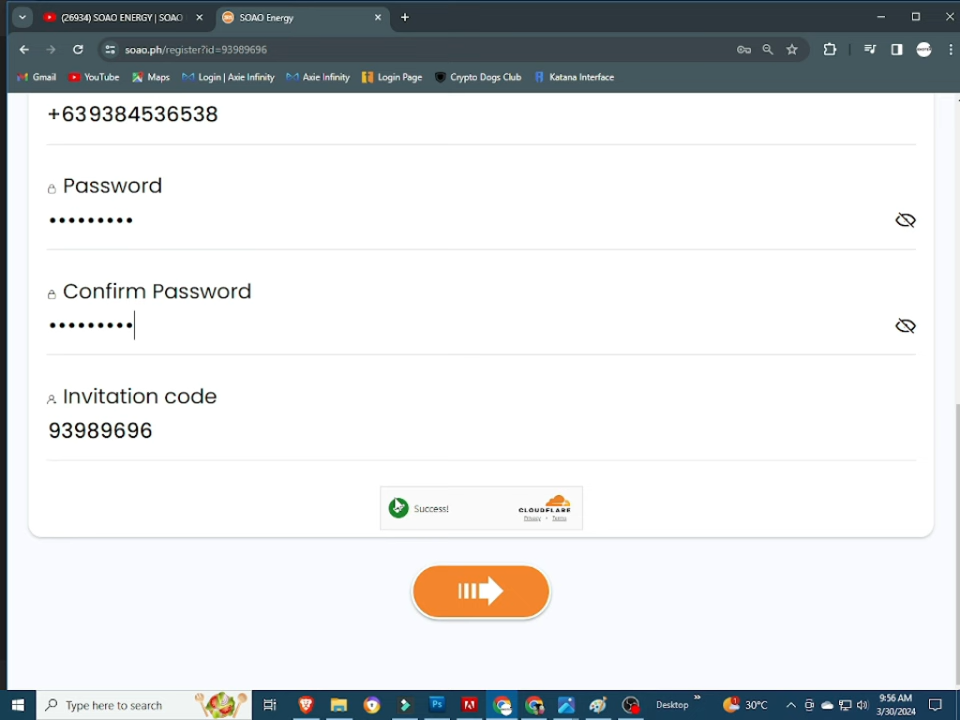 (26934) SOAO ENERGY | SOAO
SOAO Energy
soao.ph/register?id=93989696
Gmail
YouTube
Maps
Login | Axie Infinity
Axie Infinity
Login Page
Crypto Dogs Club
Katana Interface
+639384536538
Password
•••••••••
Confirm Password
•••••••••
Invitation code
93989696
Success!
CLOUDFLARE
Privacy • Terms
Type here to search
Desktop
30°C
9:56 AM
3/30/2024